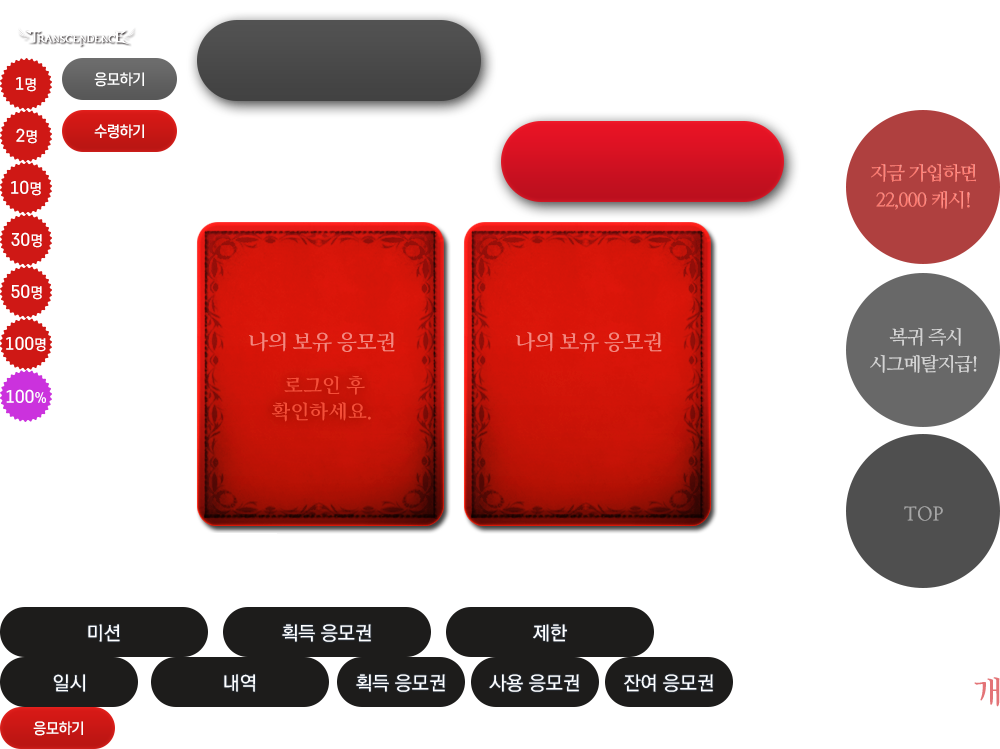 TRANSCENDENCE
1명
응모하기
2명
수령하기
10명
30명
50명
100명
100%
나의 보유 응모권
로그인 후
확인하세요.
나의 보유 응모권
지금 가입하면
22,000 캐시!
복귀 즉시
시그메탈지급!
TOP
미션
획득 응모권
제한
일시
내역
획득 응모권
사용 응모권
잔여 응모권
개
응모하기